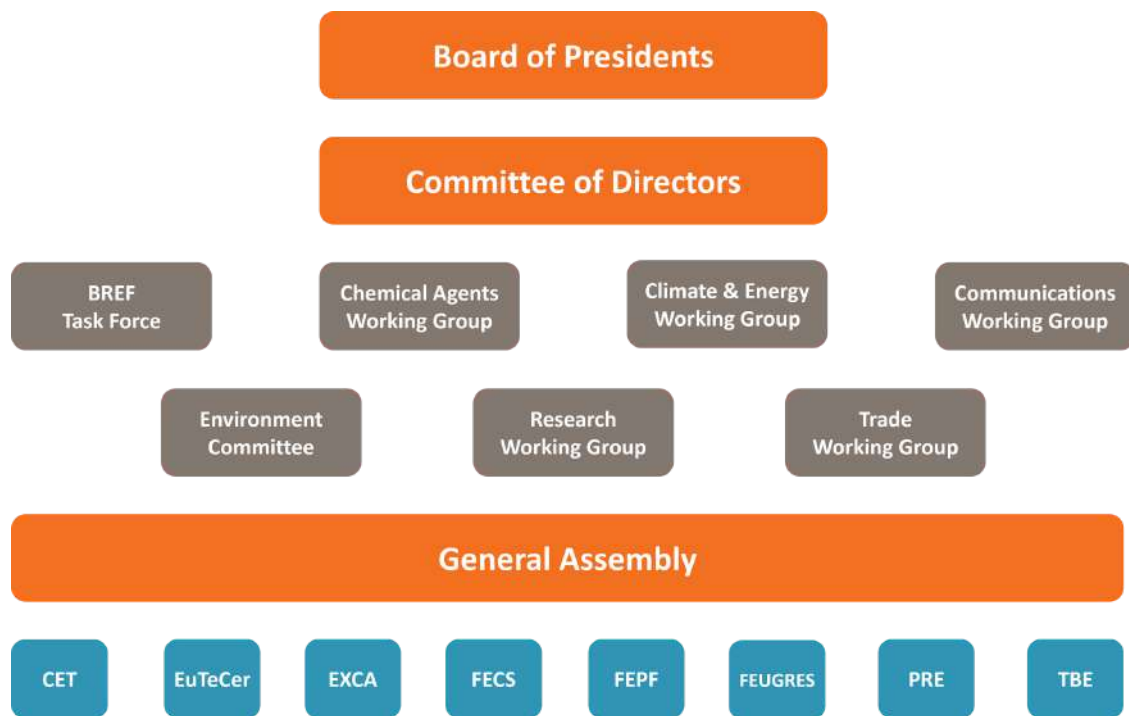 Board of Presidents
Committee of Directors
BREF
Task Force
Chemical Agents
Working Group
Climate & Energy
Working Group
Communications
Working Group
Environment
Committee
Research
Working Group
Trade
Working Group
General Assembly
CET
EuTeCer
EXCA
FECS
FEPF
FEUGRES
PRE
TBE